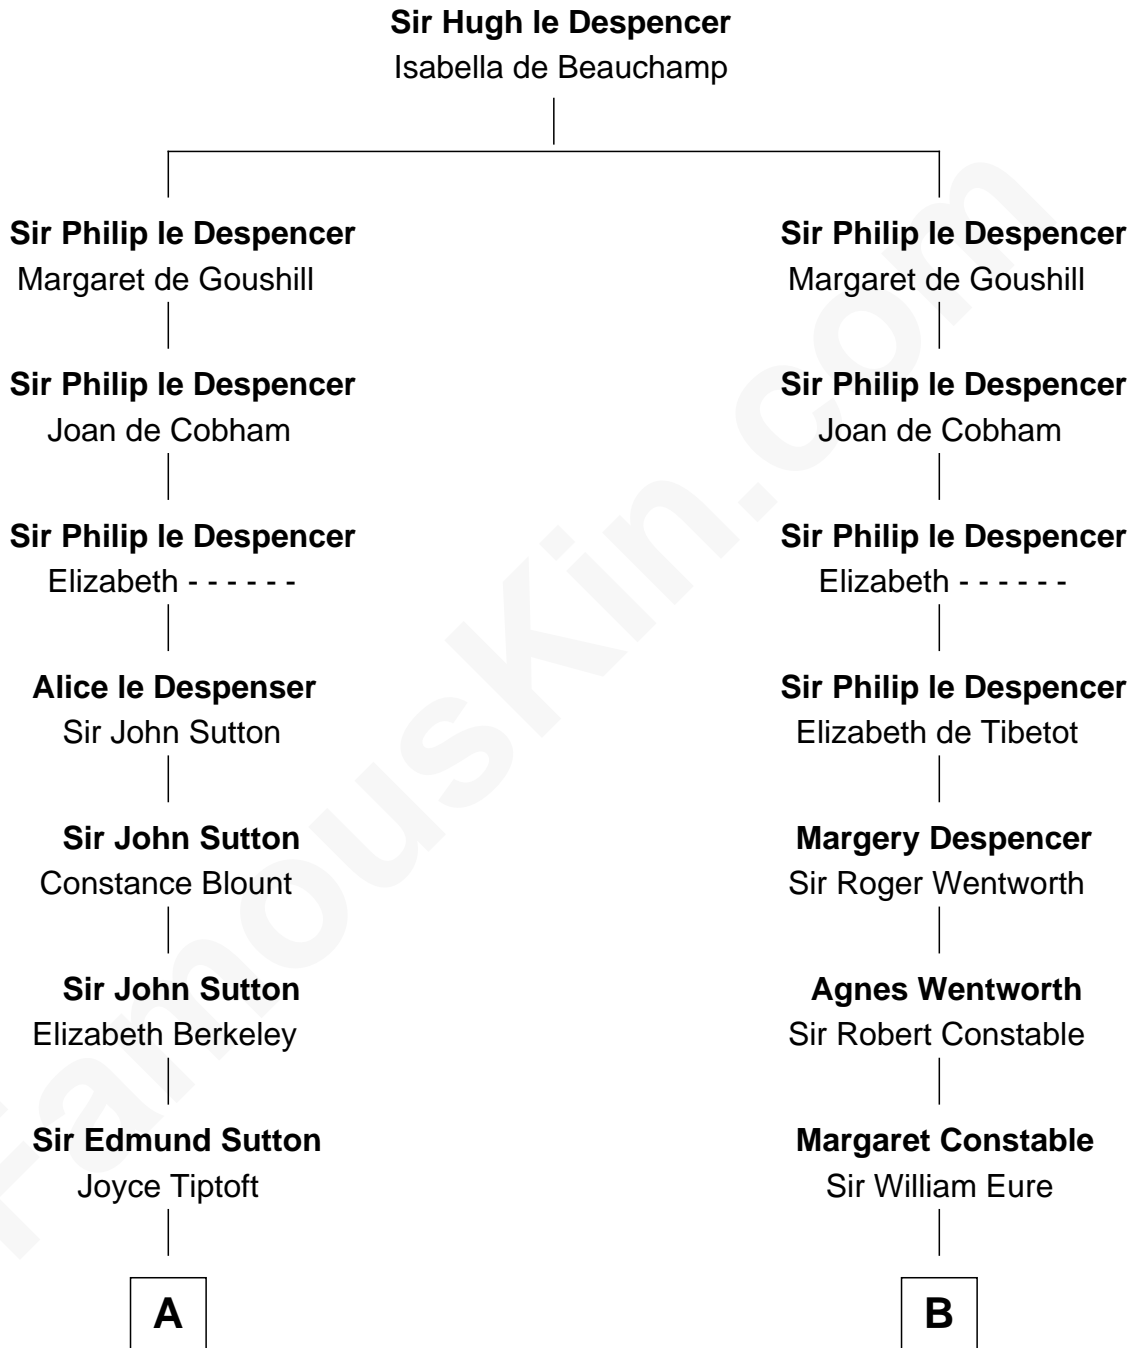 Sir Hugh le Despencer
Isabella de Beauchamp
Sir Philip le Despencer
Margaret de Goushill
Sir Philip le Despencer
Margaret de Goushill
Sir Philip le Despencer
Joan de Cobham
Sir Philip le Despencer
Joan de Cobham
Sir Philip le Despencer
Elizabeth - - - - - -
Sir Philip le Despencer
Elizabeth - - - - - -
Alice le Despenser
Sir John Sutton
Sir Philip le Despencer
Elizabeth de Tibetot
Sir John Sutton
Constance Blount
Margery Despencer
Sir Roger Wentworth
Sir John Sutton
Elizabeth Berkeley
Agnes Wentworth
Sir Robert Constable
Sir Edmund Sutton
Joyce Tiptoft
Margaret Constable
Sir William Eure
A
B
FamousKin.com